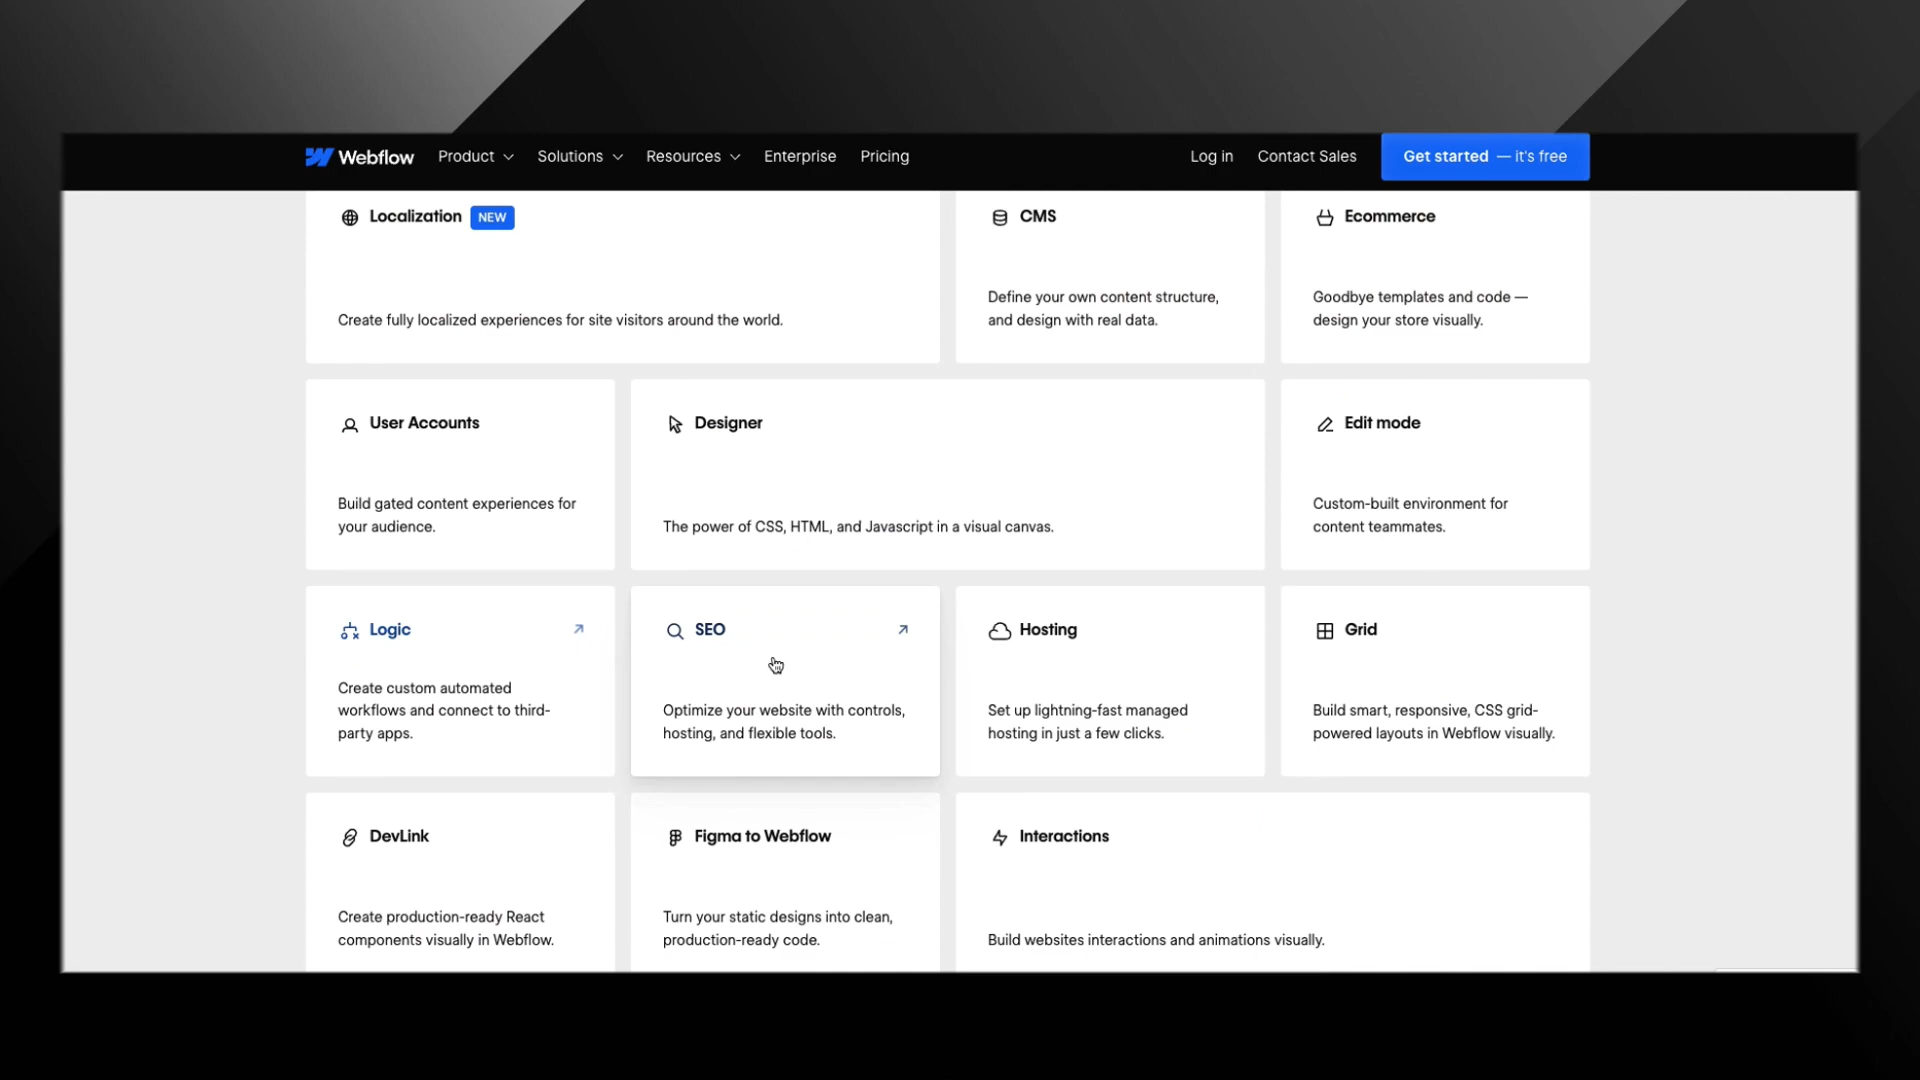 Webflow Product Solutions Resources Enterprise Pricing Log in Contact Sales Get started — it's free
Localization NEW
Create fully localized experiences for site visitors around the world.
CMS
Define your own content structure,
and design with real data.
Ecommerce
Goodbye templates and code —
design your store visually.
User Accounts
Build gated content experiences for
your audience.
Designer
The power of CSS, HTML, and Javascript in a visual canvas.
Edit mode
Custom-built environment for
content teammates.
Logic
Create custom automated
workflows and connect to third-
party apps.
SEO
Optimize your website with controls,
hosting, and flexible tools.
Hosting
Set up lightning-fast managed
hosting in just a few clicks.
Grid
Build smart, responsive, CSS grid-
powered layouts in Webflow visually.
DevLink
Create production-ready React
components visually in Webflow.
Figma to Webflow
Turn your static designs into clean,
production-ready code.
Interactions
Build websites interactions and animations visually.